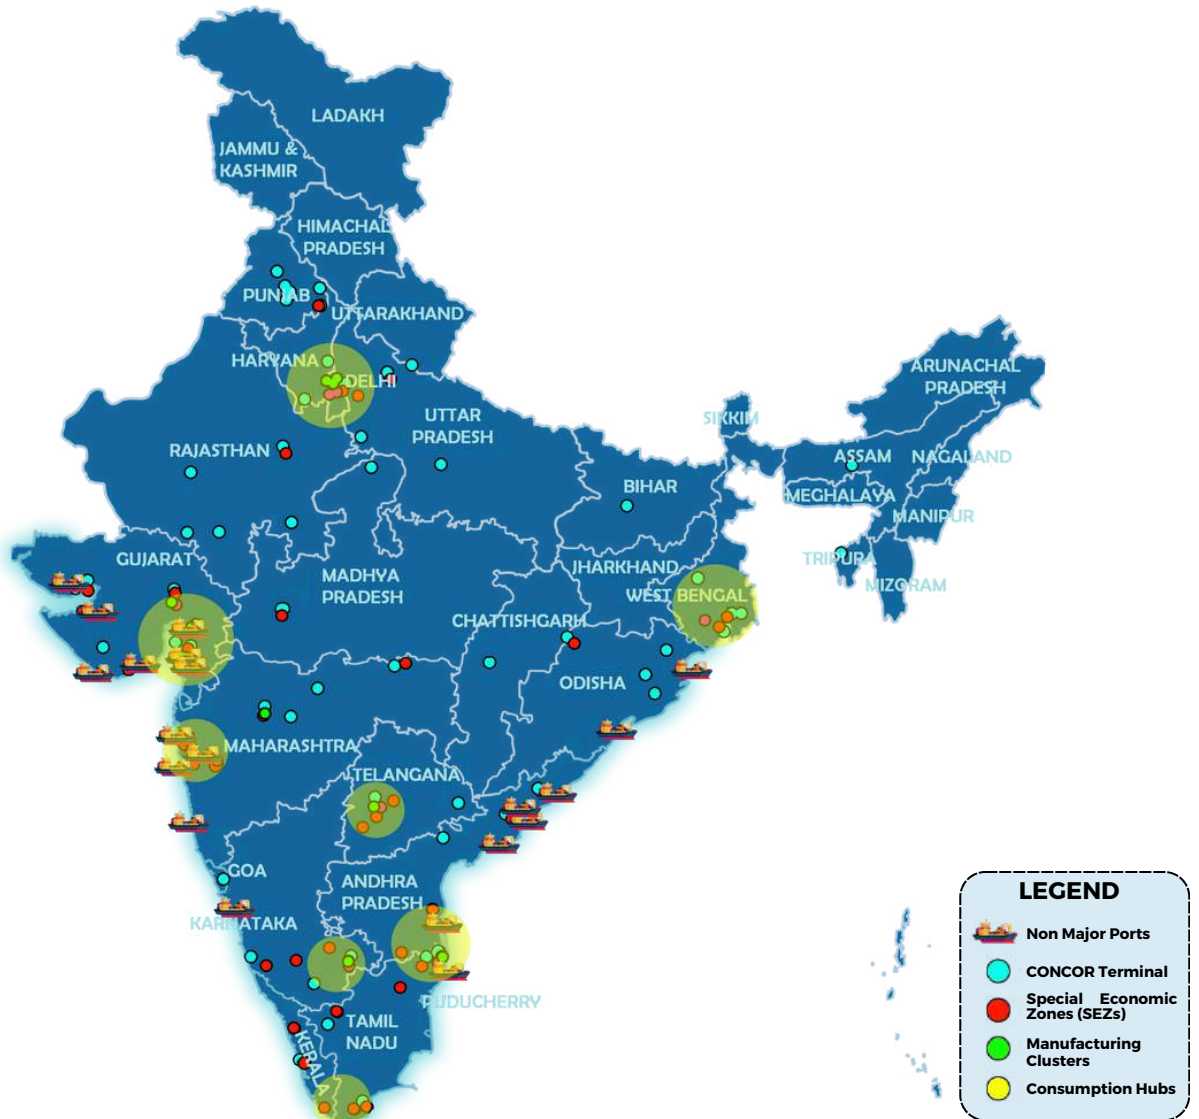 LADAKH
JAMMU &
KASHMIR
HIMACHAL
PRADESH
PUNJAB
UTTARAKHAND
HARYANA
DELHI
ARUNACHAL
PRADESH
SIKKIM
UTTAR
PRADESH
RAJASTHAN
ASSAM
NAGALAND
BIHAR
MEGHALAYA
MANIPUR
GUJARAT
TRIPURA
JHARKHAND
MADHYA
PRADESH
MIZORAM
WEST BENGAL
CHATTISHGARH
ODISHA
MAHARASHTRA
TELANGANA
GOA
ANDHRA
PRADESH
KARNATAKA
PUDUCHERRY
TAMIL
NADU
KERALA
LEGEND
Non Major Ports
CONCOR Terminal
Special Economic
Zones (SEZs)
Manufacturing
Clusters
Consumption Hubs